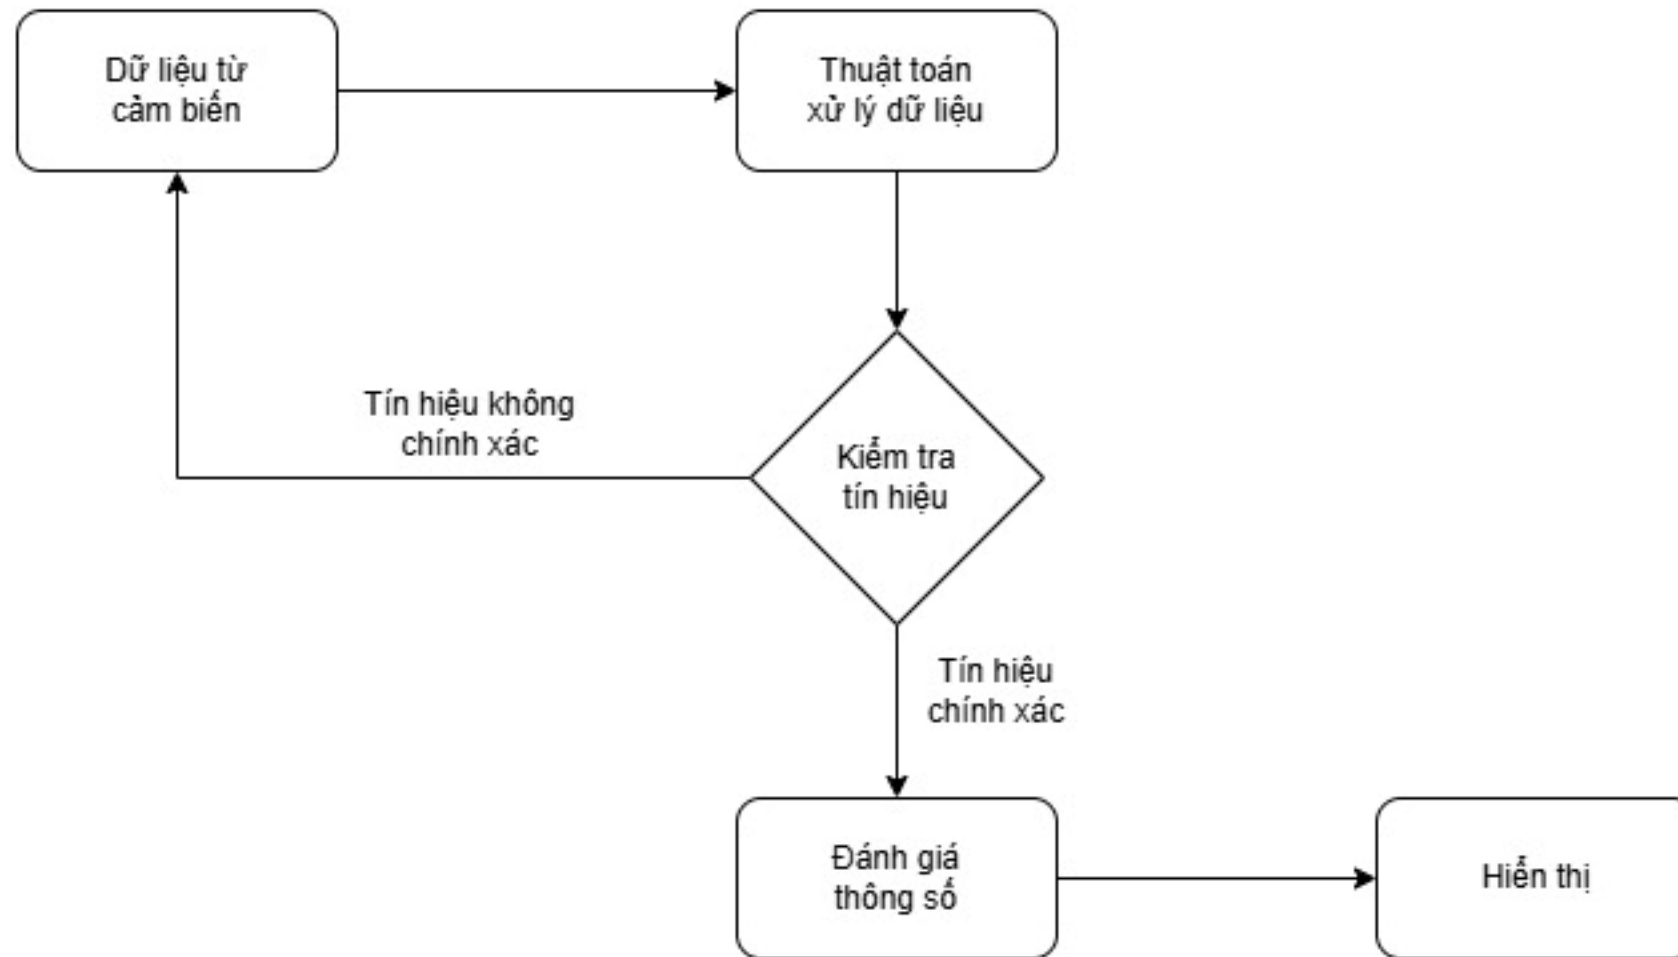 Dữ liệu từ
cảm biến
Thuật toán
xử lý dữ liệu
Tín hiệu không
chính xác
Kiểm tra
tín hiệu
Tín hiệu
chính xác
Đánh giá
thông số
Hiển thị